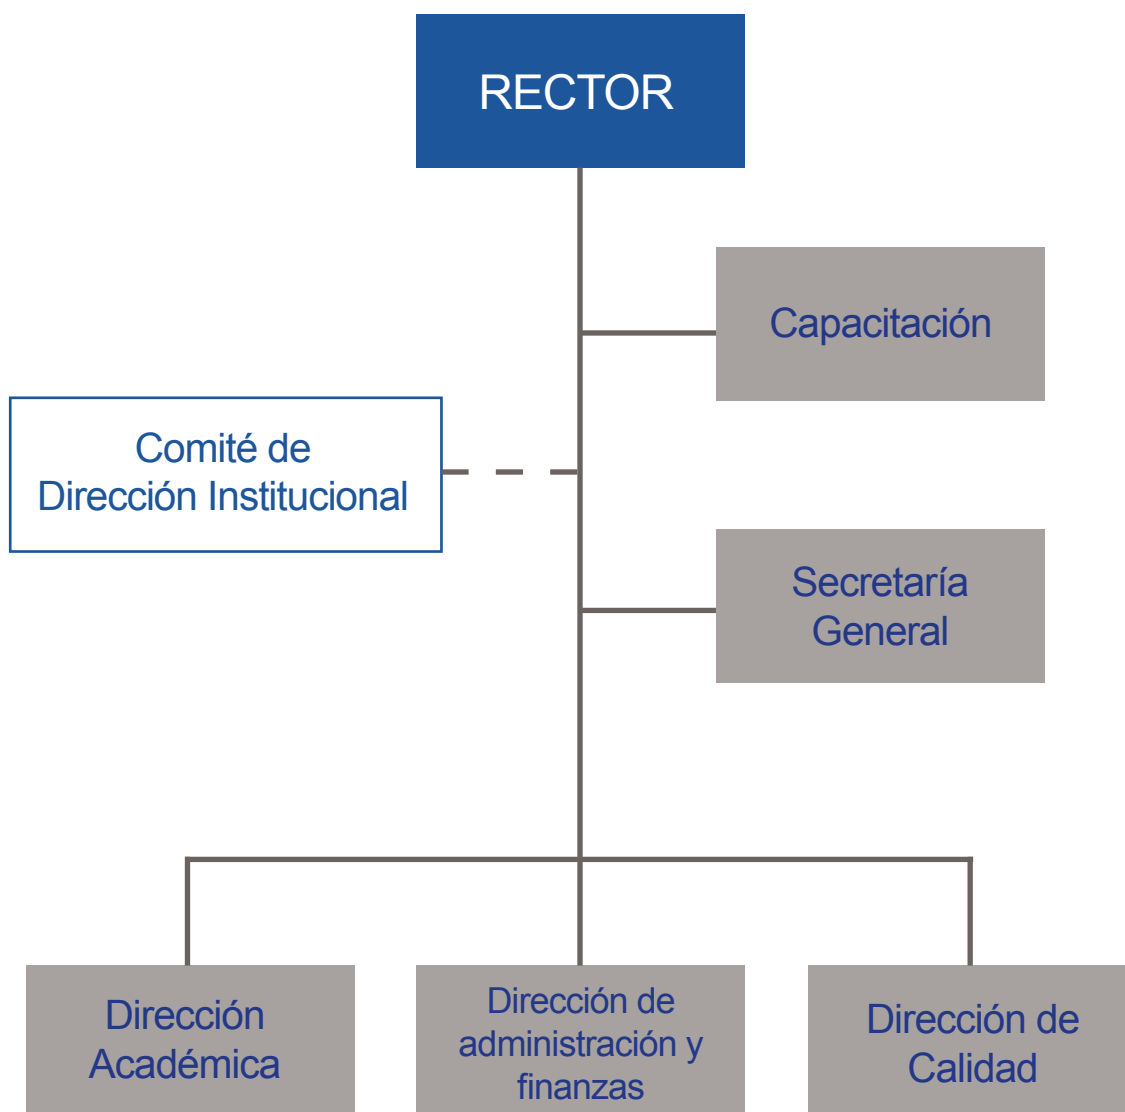 RECTOR
Capacitación
Comité de
Dirección Institucional
Secretaría
General
Dirección
Académica
Dirección de
administración y
finanzas
Dirección de
Calidad